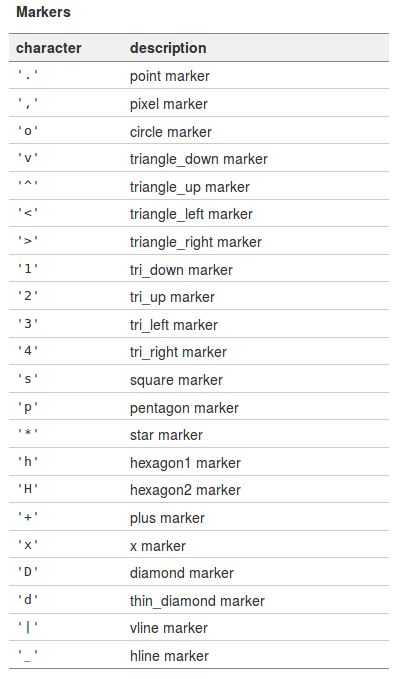 Markers
character description
'.' point marker
',' pixel marker
'o' circle marker
'v' triangle_down marker
'^' triangle_up marker
'<' triangle_left marker
'>' triangle_right marker
'1' tri_down marker
'2' tri_up marker
'3' tri_left marker
'4' tri_right marker
's' square marker
'p' pentagon marker
'*' star marker
'h' hexagon1 marker
'H' hexagon2 marker
'+' plus marker
'x' x marker
'D' diamond marker
'd' thin_diamond marker
'|' vline marker
'_' hline marker